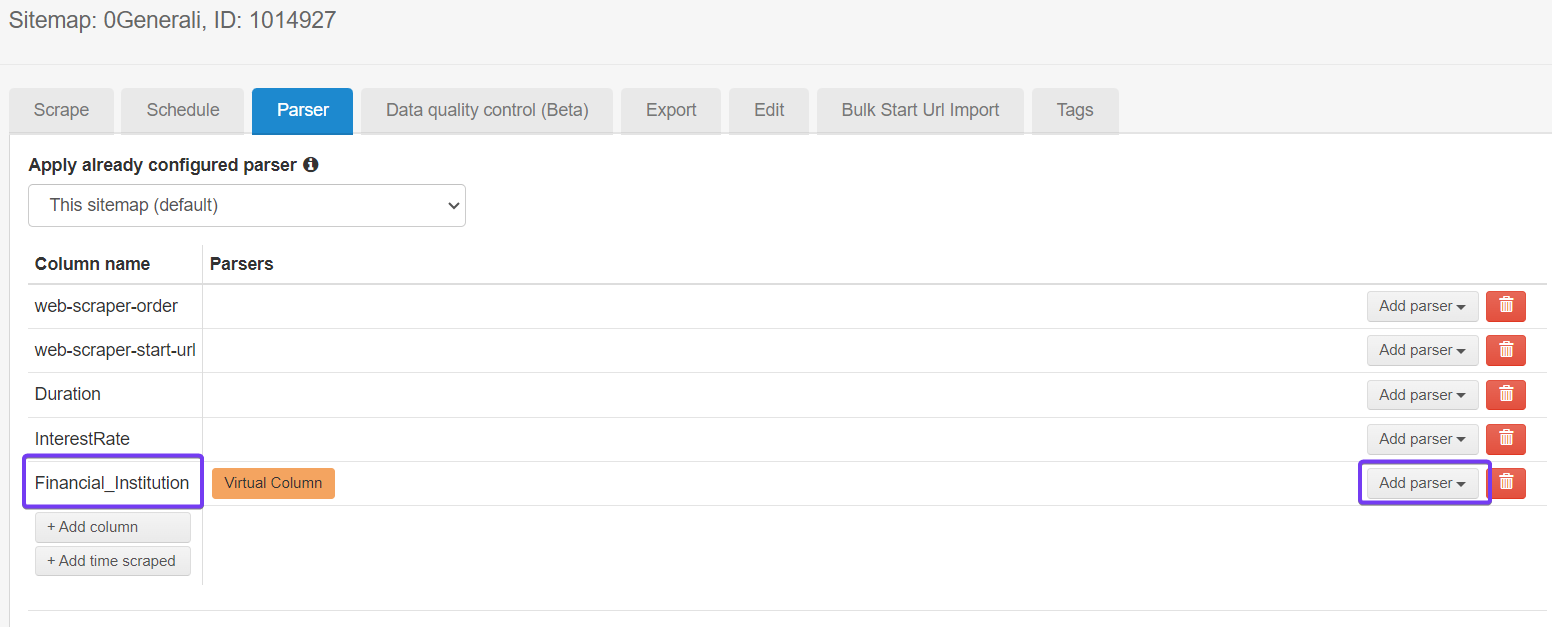 Sitemap: 0Generali, ID: 1014927
Scrape Schedule Parser Data quality control (Beta) Export Edit Bulk Start Url Import Tags
Apply already configured parser
This sitemap (default)
Column name Parsers
web-scraper-order Add parser
web-scraper-start-url Add parser
Duration Add parser
InterestRate Add parser
Financial_Institution Virtual Column Add parser
+ Add column
+ Add time scraped